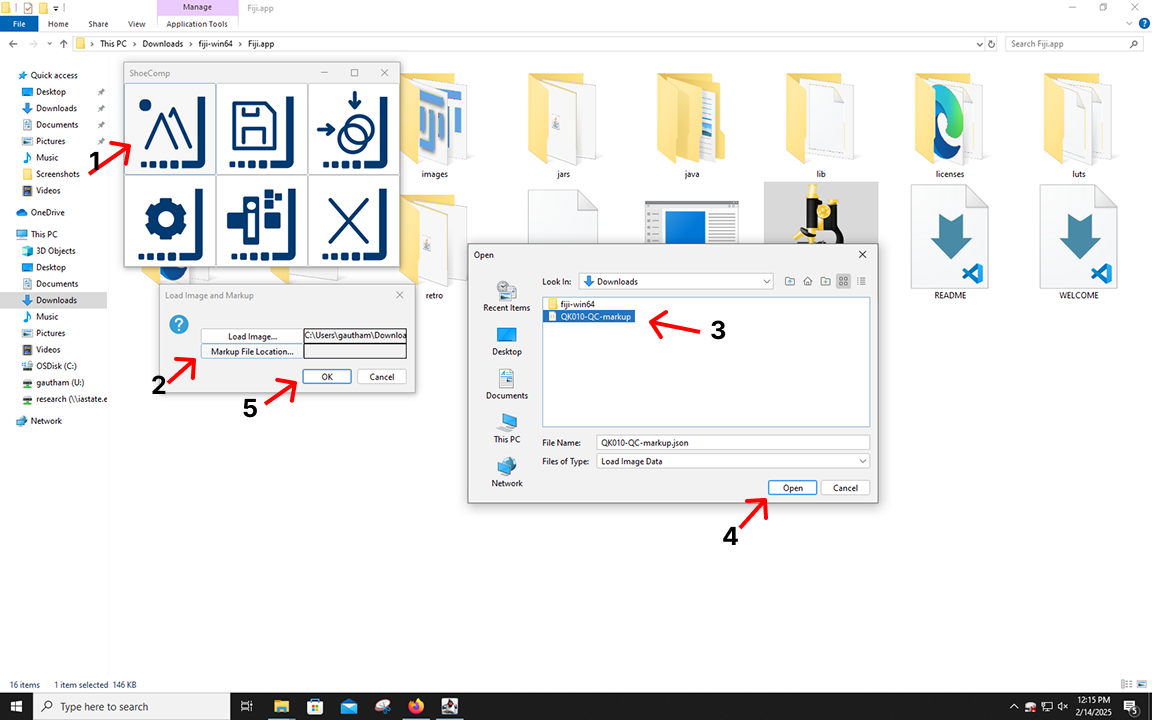 Manage
Fiji.app
File
Home
Share
View
Application Tools
This PC
Downloads
fiji-win64
Fiji.app
Search Fiji.app
Quick access
Desktop
Downloads
Documents
Pictures
Music
Screenshots
Videos
OneDrive
This PC
3D Objects
Desktop
Documents
Downloads
Music
Pictures
Videos
OSDisk (C:)
gautham (U:)
research (\\iastate.e
Network
ShoeComp
1
images
jars
java
lib
licenses
luts
retro
README
WELCOME
Load Image and Markup
Load Image...
C:\Users\gautham\Downloa
Markup File Location...
OK
Cancel
2
5
Open
Look In:
Downloads
Recent Items
Desktop
Documents
This PC
Network
fiji-win64
QK010-QC-markup
3
File Name:
QK010-QC-markup.json
Files of Type:
Load Image Data
Open
Cancel
4
16 items
1 item selected 146 KB
Type here to search
12:15 PM
2/14/2025
5